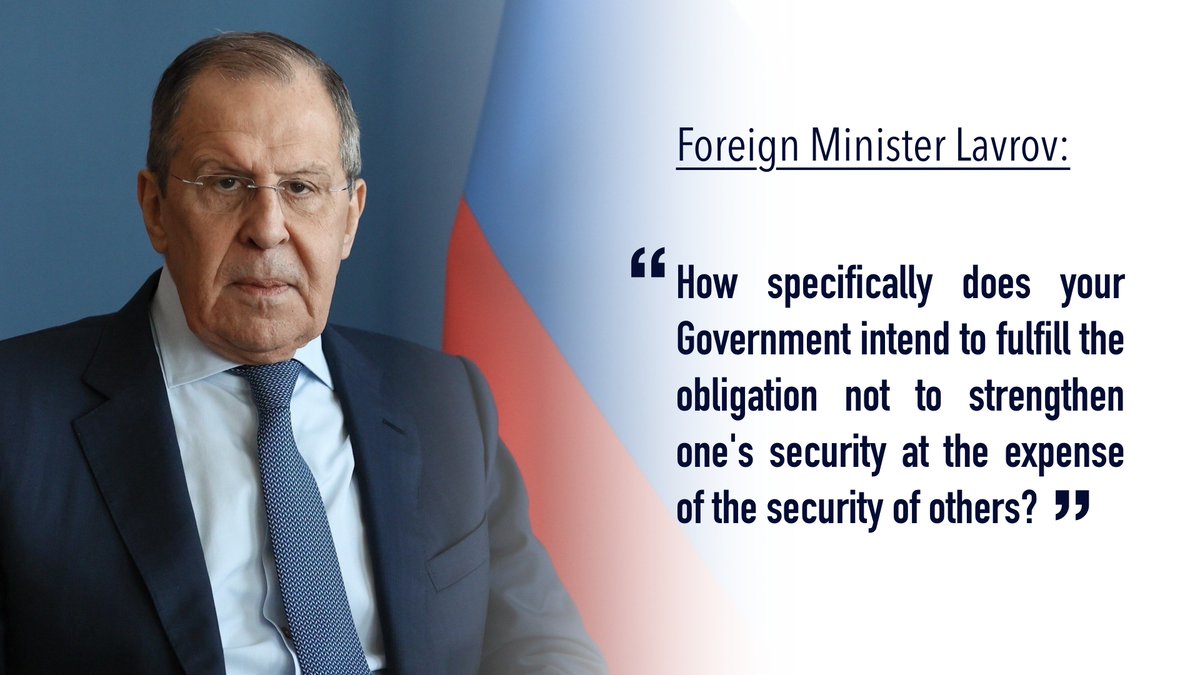 Foreign Minister Lavrov:
“How specifically does your
Government intend to fulfill the
obligation not to strengthen
one's security at the expense
of the security of others?”